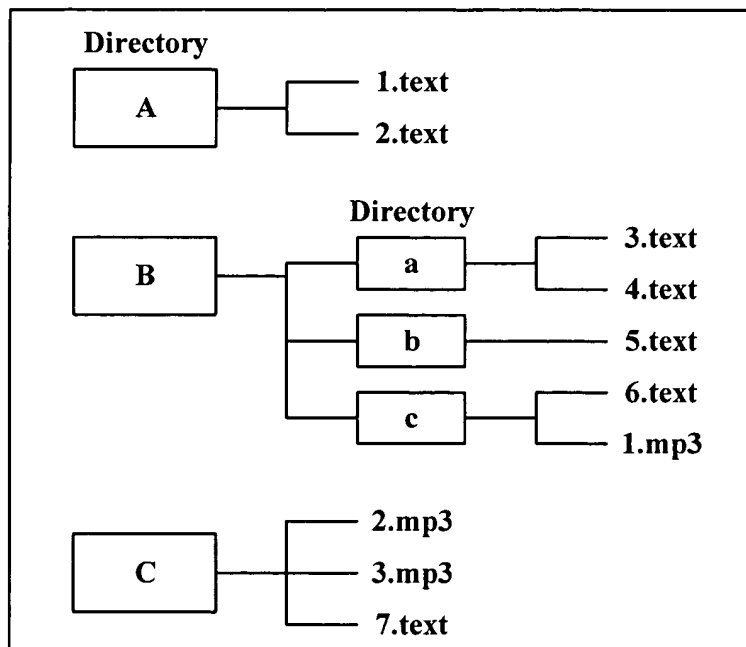 Directory
A
1.text
2.text
Directory
B
a
3.text
4.text
b
5.text
c
6.text
1.mp3
C
2.mp3
3.mp3
7.text